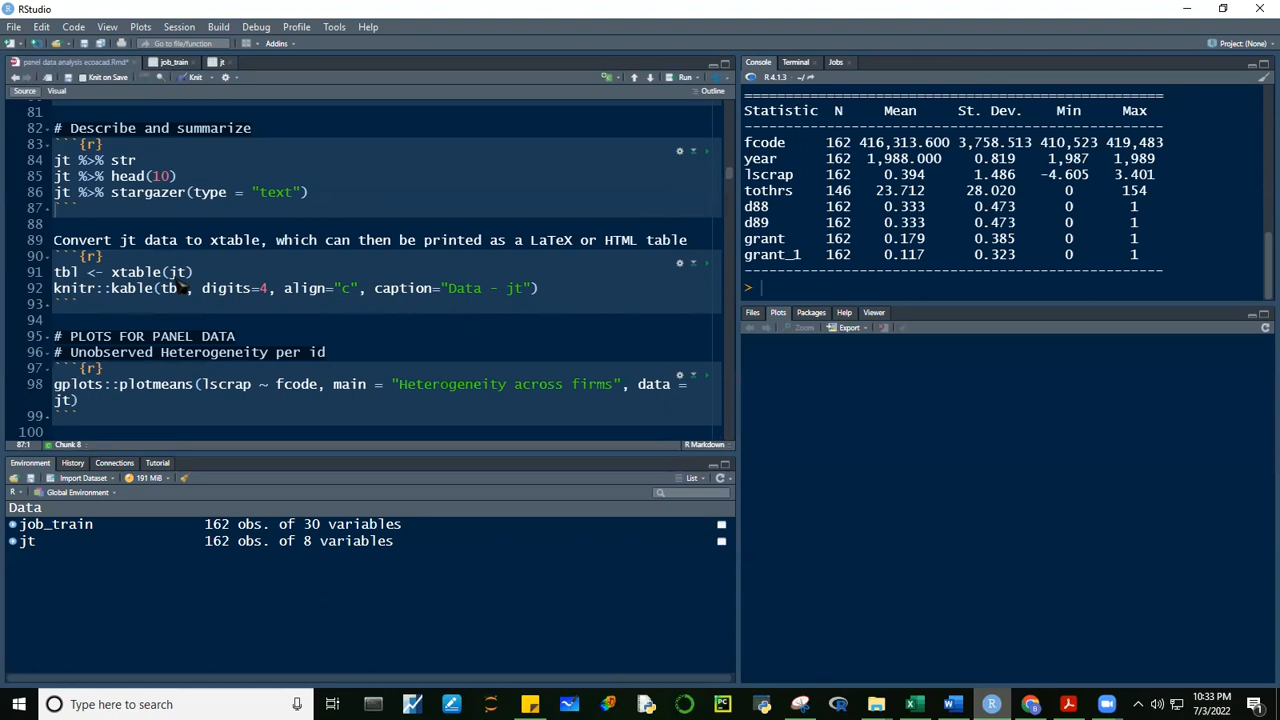 RStudio
File Edit Code View Plots Session Build Debug Profile Tools Help
Go to file/function Addins Project: (None)
panel data analysis ecoacad.Rmd* job_train jt
Knit on Save Knit Run
Source Visual Outline
81
82 # Describe and summarize
83 ```{r}
84 jt %>% str
85 jt %>% head(10)
86 jt %>% stargazer(type = "text")
87 ```
88
89 Convert jt data to xtable, which can then be printed as a LaTeX or HTML table
90 ```{r}
91 tbl <- xtable(jt)
92 knitr::kable(tbl, digits=4, align="c", caption="Data - jt")
93 ```
94
95 # PLOTS FOR PANEL DATA
96 # Unobserved Heterogeneity per id
97 ```{r}
98 gplots::plotmeans(lscrap ~ fcode, main = "Heterogeneity across firms", data =
jt)
99 ```
100
87:1 Chunk 8 R Markdown
Environment History Connections Tutorial
Import Dataset 191 MiB List
R Global Environment
Data
job_train 162 obs. of 30 variables
jt 162 obs. of 8 variables
Console Terminal Jobs
R 4.1.3 · ~/
=====================================================
Statistic N Mean St. Dev. Min Max
-----------------------------------------------------
fcode 162 416,313.600 3,758.513 410,523 419,483
year 162 1,988.000 0.819 1,987 1,989
lscrap 162 0.394 1.486 -4.605 3.401
tothrs 146 23.712 28.020 0 154
d88 162 0.333 0.473 0 1
d89 162 0.333 0.473 0 1
grant 162 0.179 0.385 0 1
grant_1 162 0.117 0.323 0 1
-----------------------------------------------------
>
Files Plots Packages Help Viewer
Zoom Export
Type here to search
10:33 PM
7/3/2022